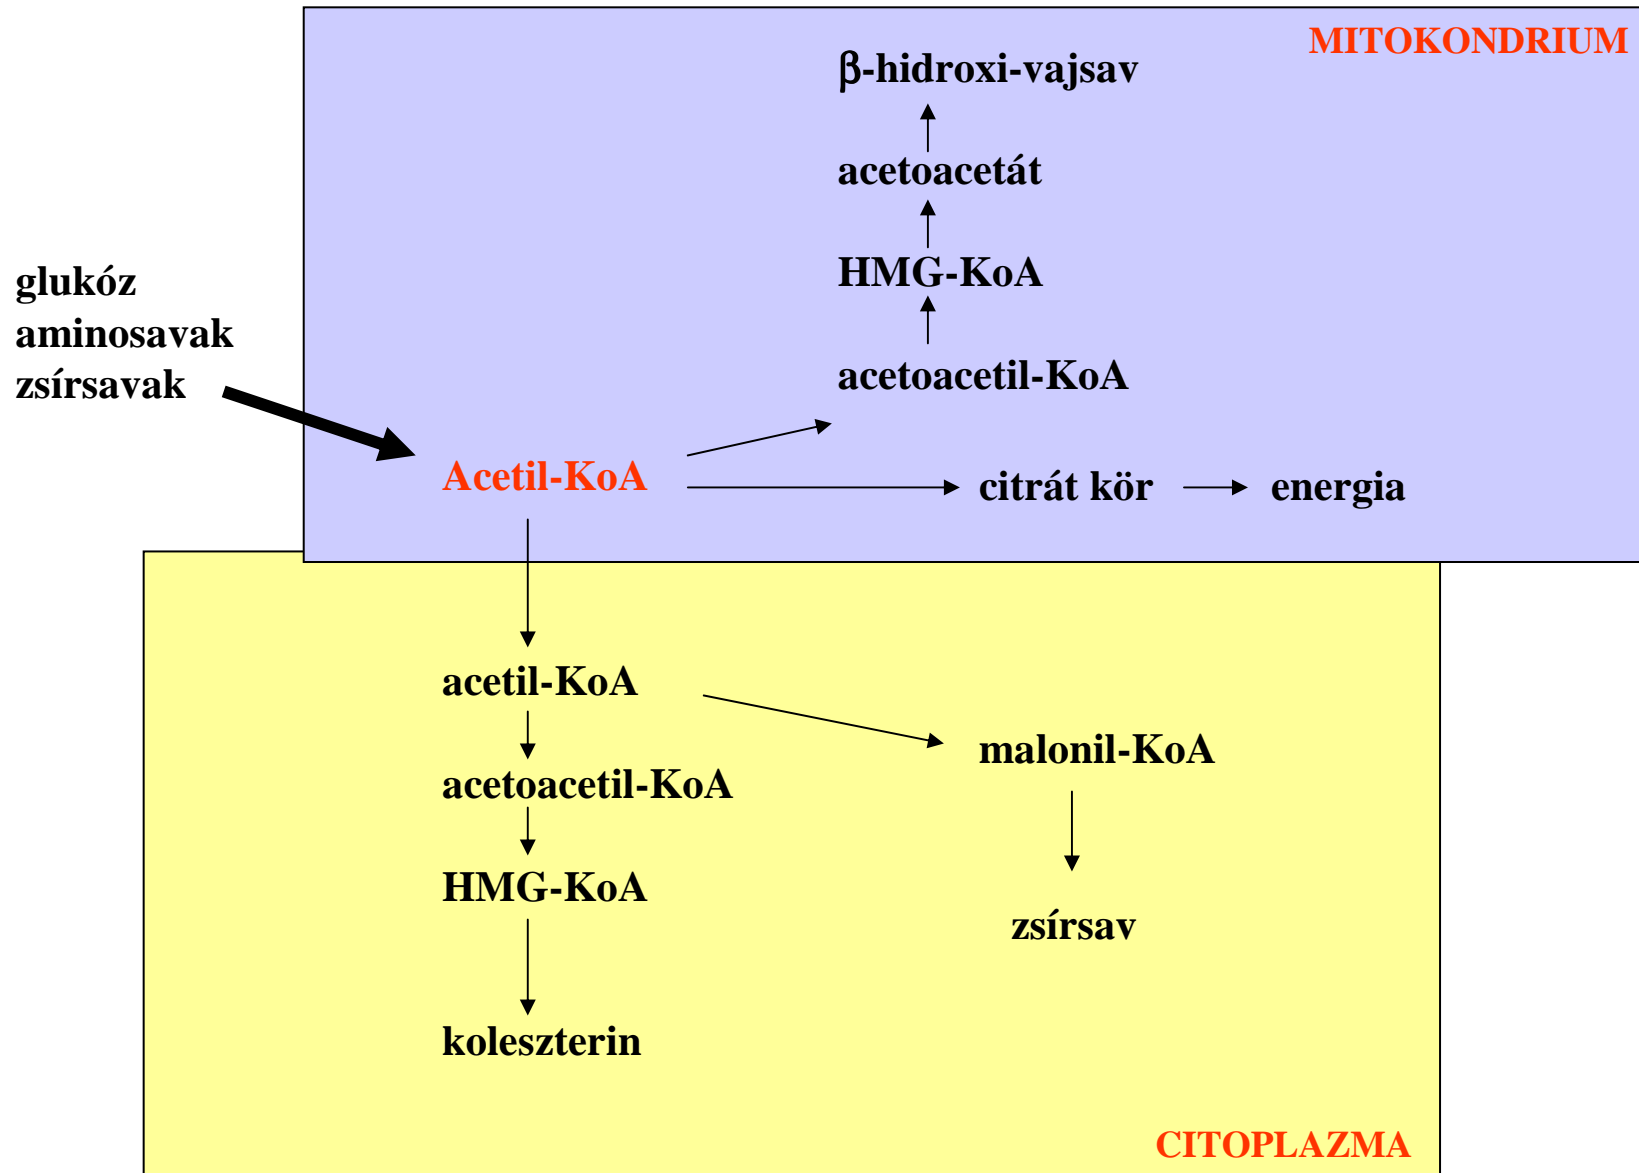 MITOKONDRIUM
β-hidroxi-vajsav
acetoacetát
HMG-KoA
glukóz
aminosavak
zsírsavak
acetoacetil-KoA
Acetil-KoA
citrát kör
energia
acetil-KoA
malonil-KoA
acetoacetil-KoA
HMG-KoA
zsírsav
koleszterin
CITOPLAZMA